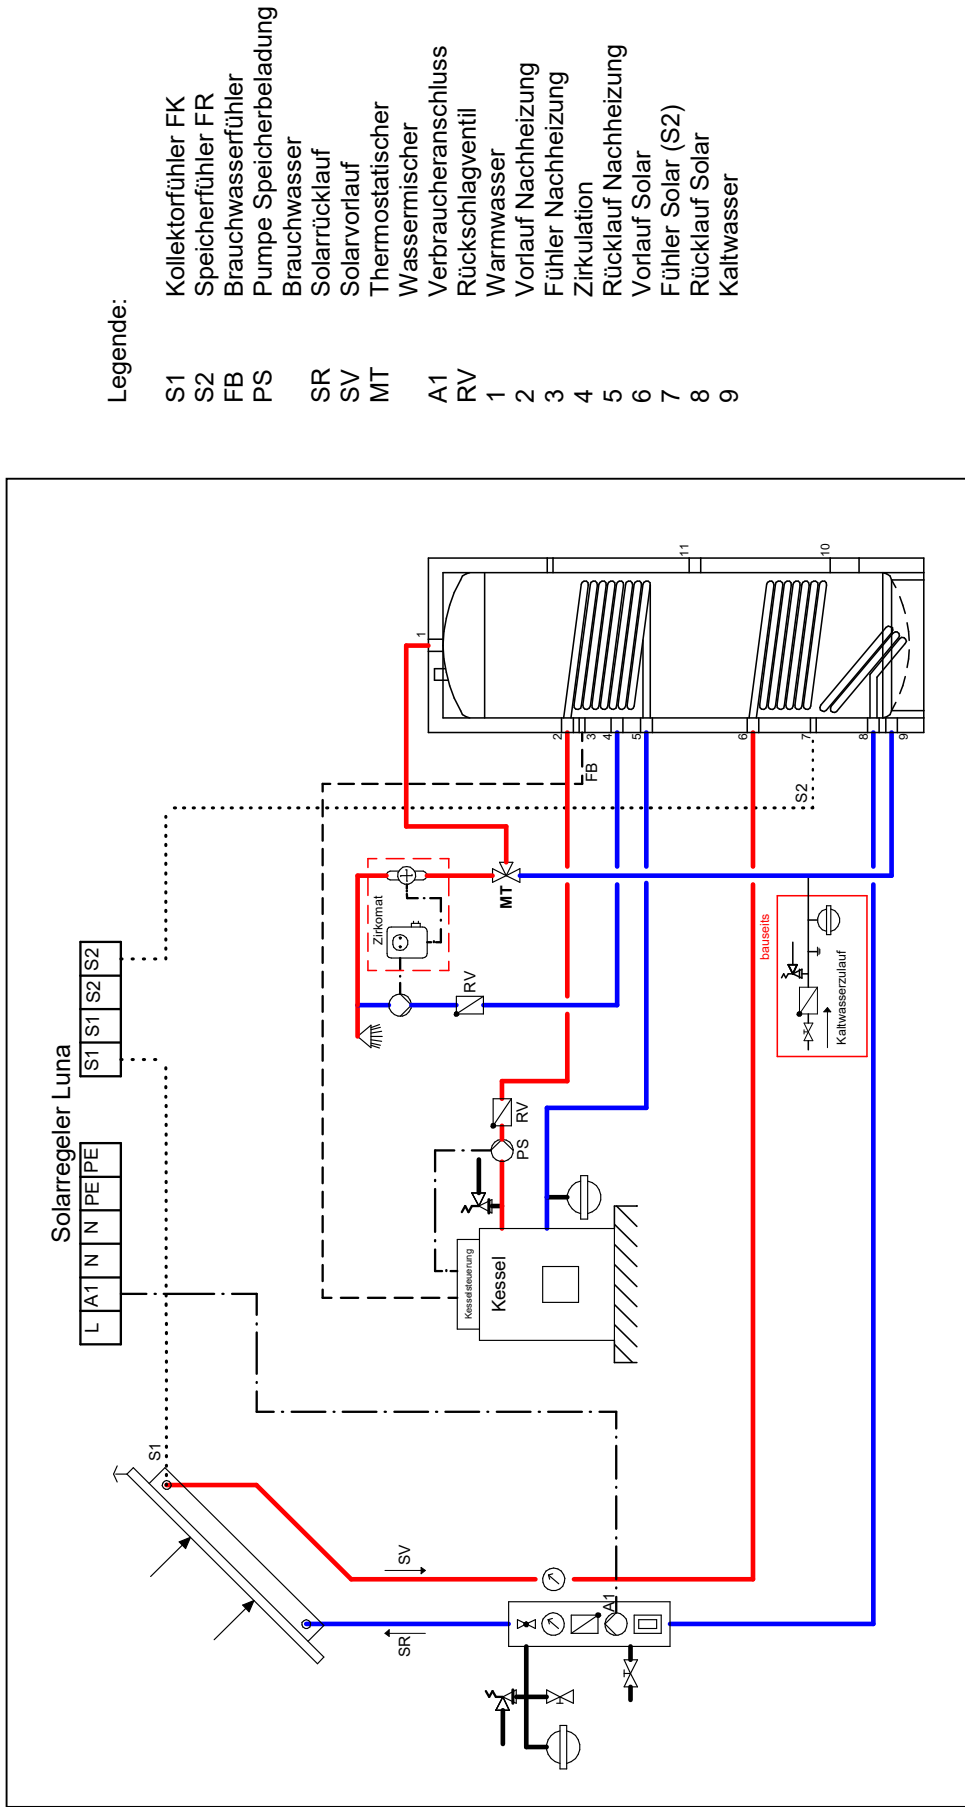 Legende:
S1 Kollektorfühler FK
S2 Speicherfühler FR
FB Brauchwasserfühler
PS Pumpe Speicherbeladung
Brauchwasser
SR Solarrücklauf
SV Solarvorlauf
MT Thermostatischer
Wassermischer
A1 Verbraucheranschluss
RV Rückschlagventil
1 Warmwasser
2 Vorlauf Nachheizung
3 Fühler Nachheizung
4 Zirkulation
5 Rücklauf Nachheizung
6 Vorlauf Solar
7 Fühler Solar (S2)
8 Rücklauf Solar
9 Kaltwasser
Solarregeler Luna
L A1 N N PE PE
S1 S1 S2 S2
S1
SV
SR
A1
Kesselsteuerung
Kessel
PS
RV
RV
Zirkomat
MT
bauseits
Kaltwasserzulauf
FB
S2
1
2
3
4
5
6
7
8
9
10
11